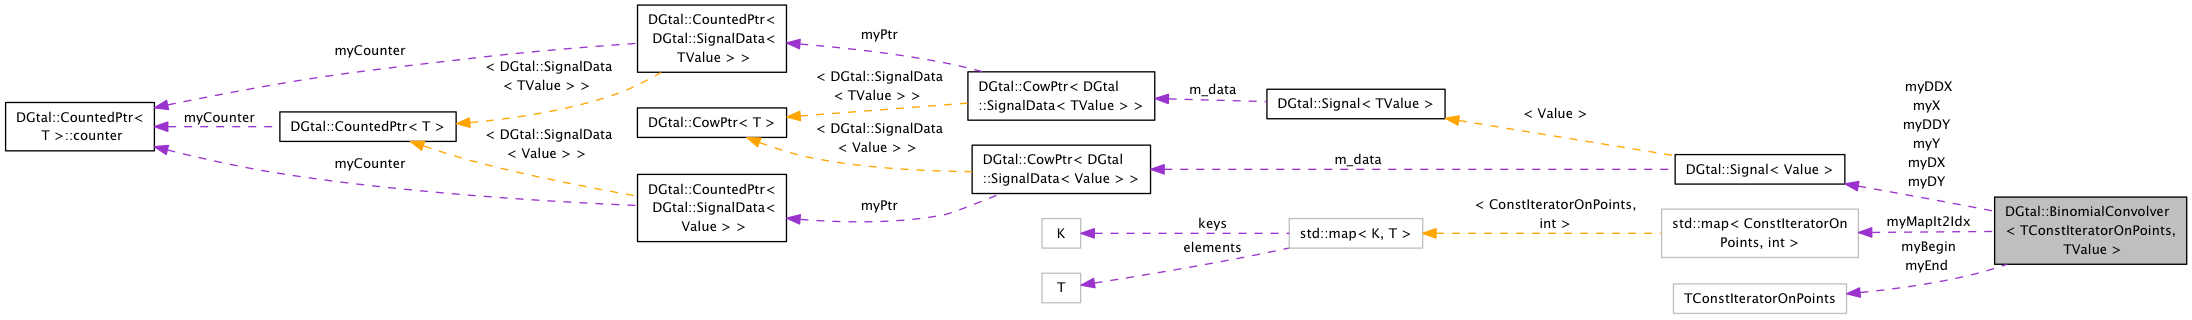 DGtal::CountedPtr<
T >::counter
myCounter
myCounter
myCounter
DGtal::CountedPtr< T >
< DGtal::SignalData
< TValue > >
< DGtal::SignalData
< Value > >
DGtal::CountedPtr<
DGtal::SignalData<
TValue > >
DGtal::CowPtr< T >
DGtal::CountedPtr<
DGtal::SignalData<
Value > >
myPtr
< DGtal::SignalData
< TValue > >
< DGtal::SignalData
< Value > >
myPtr
DGtal::CowPtr< DGtal
::SignalData< TValue > >
DGtal::CowPtr< DGtal
::SignalData< Value > >
K
T
m_data
keys
elements
DGtal::Signal< TValue >
m_data
std::map< K, T >
< Value >
< ConstIteratorOnPoints,
int >
DGtal::Signal< Value >
std::map< ConstIteratorOn
Points, int >
TConstIteratorOnPoints
myDDX
myX
myDDY
myY
myDX
myDY
myMapIt2Idx
myBegin
myEnd
DGtal::BinomialConvolver
< TConstIteratorOnPoints,
TValue >